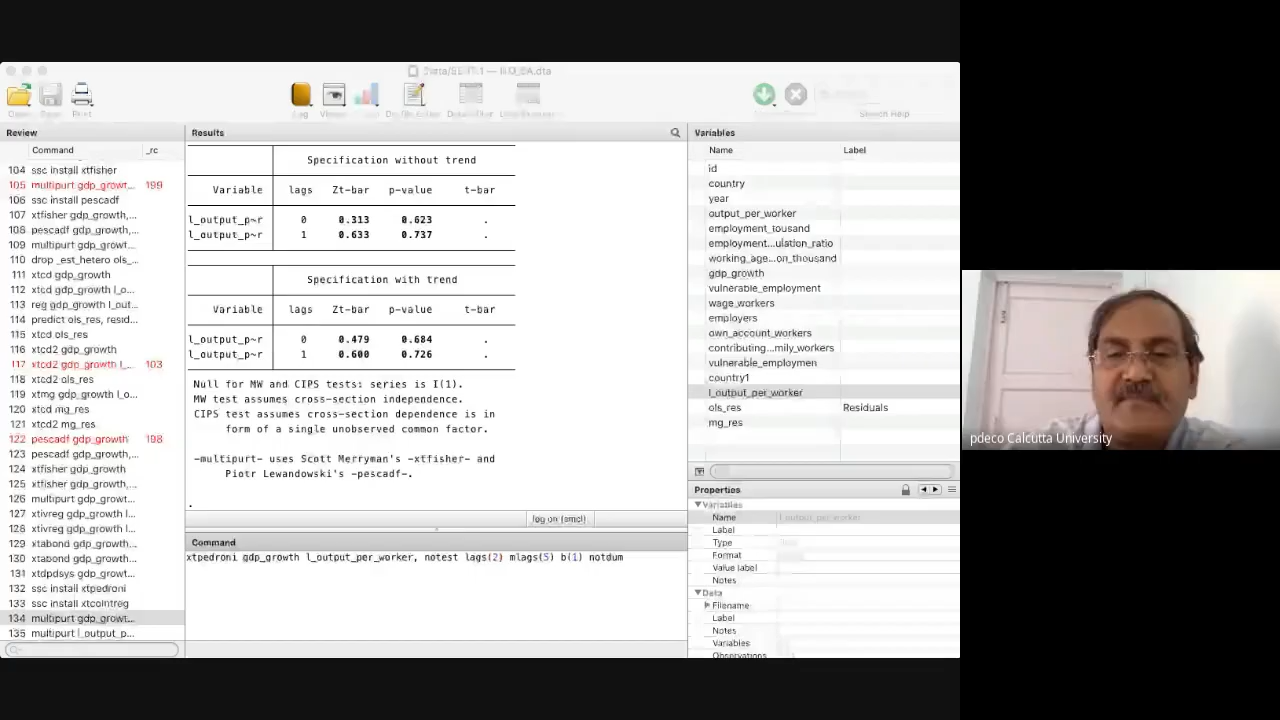 Review
Command
_rc
104 ssc install xtfisher
105 multipurt gdp_growt... 199
106 ssc install pescadf
107 xtfisher gdp_growth,...
108 pescadf gdp_growth,...
109 multipurt gdp_growt...
110 drop _est_hetero ols_...
111 xtcd gdp_growth
112 xtcd gdp_growth l_o...
113 reg gdp_growth l_out...
114 predict ols_res, resid...
115 xtcd ols_res
116 xtcd2 gdp_growth
117 xtcd2 gdp_growth l_... 103
118 xtcd2 ols_res
119 xtmg gdp_growth l_o...
120 xtcd mg_res
121 xtcd2 mg_res
122 pescadf gdp_growth 198
123 pescadf gdp_growth,...
124 xtfisher gdp_growth
125 xtfisher gdp_growth,...
126 multipurt gdp_growt...
127 xtivreg gdp_growth l...
128 xtivreg gdp_growth l...
129 xtabond gdp_growth...
130 xtabond gdp_growth...
131 xtdpdsys gdp_growt...
132 ssc install xtpedroni
133 ssc install xtcointreg
134 multipurt gdp_growt...
135 multipurt l_output_p...
Results
Specification without trend
Variable lags Zt-bar p-value t-bar
l_output_p~r 0 0.313 0.623 .
l_output_p~r 1 0.633 0.737 .
Specification with trend
Variable lags Zt-bar p-value t-bar
l_output_p~r 0 0.479 0.684 .
l_output_p~r 1 0.600 0.726 .
Null for MW and CIPS tests: series is I(1).
MW test assumes cross-section independence.
CIPS test assumes cross-section dependence is in
form of a single unobserved common factor.
-multipurt- uses Scott Merryman's -xtfisher- and
Piotr Lewandowski's -pescadf-.
.
log on (smcl)
Command
xtpedroni gdp_growth l_output_per_worker, notest lags(2) mlags(5) b(1) notdum
Variables
Name Label
id
country
year
output_per_worker
employment_tousand
employment...ulation_ratio
working_age...on_thousand
gdp_growth
vulnerable_employment
wage_workers
employers
own_account_workers
contributing...mily_workers
vulnerable_employmen
country1
l_output_per_worker
ols_res Residuals
mg_res
Properties
Variables
Name l_output_per_worker
Label
Type
Format
Value label
Notes
Data
Filename
Label
Notes
Variables
Observations
pdeco Calcutta University